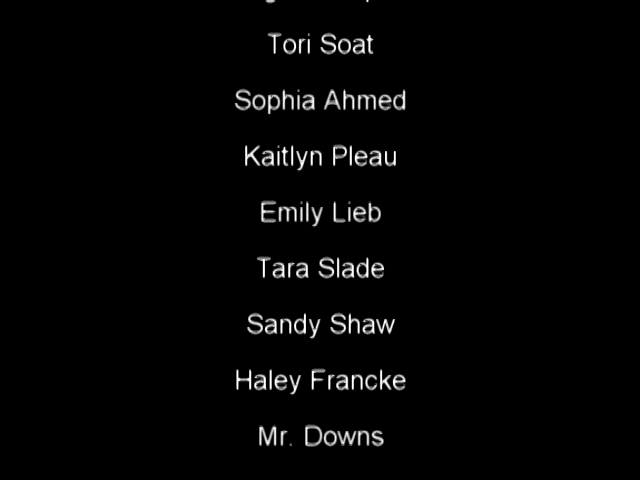 Tori Soat
Sophia Ahmed
Kaitlyn Pleau
Emily Lieb
Tara Slade
Sandy Shaw
Haley Francke
Mr. Downs